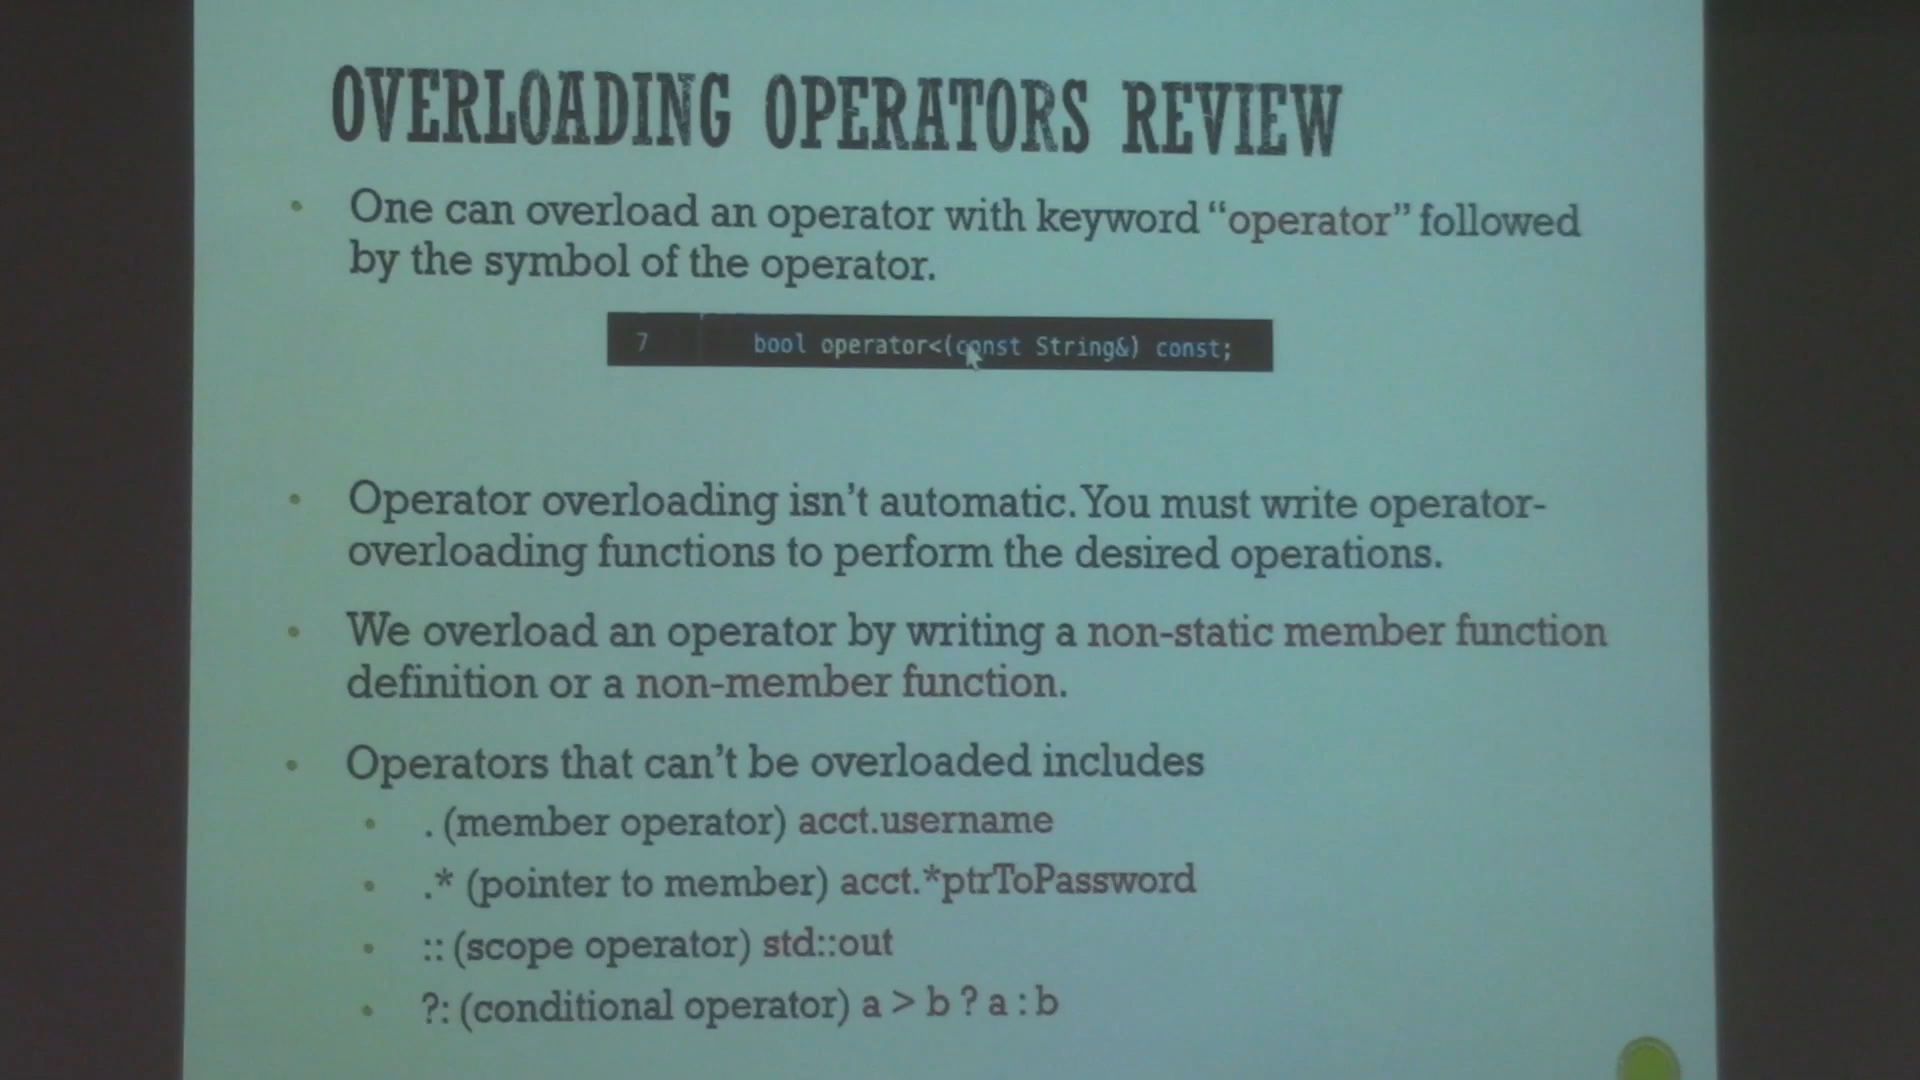 OVERLOADING OPERATORS REVIEW
• One can overload an operator with keyword “operator” followed
by the symbol of the operator.
7 bool operator<(const String&) const;
• Operator overloading isn’t automatic. You must write operator-
overloading functions to perform the desired operations.
• We overload an operator by writing a non-static member function
definition or a non-member function.
• Operators that can’t be overloaded includes
• . (member operator) acct.username
• .* (pointer to member) acct.*ptrToPassword
• :: (scope operator) std::out
• ?: (conditional operator) a > b ? a : b